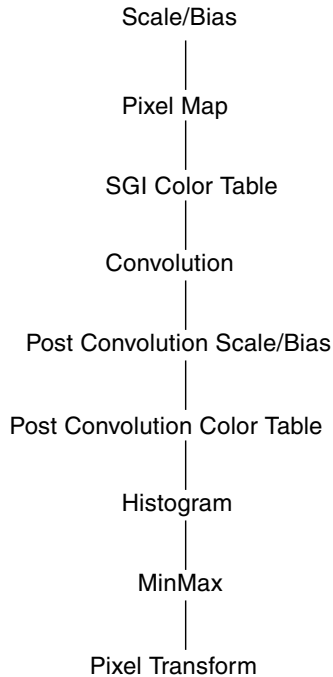 Scale/Bias
Pixel Map
SGI Color Table
Convolution
Post Convolution Scale/Bias
Post Convolution Color Table
Histogram
MinMax
Pixel Transform